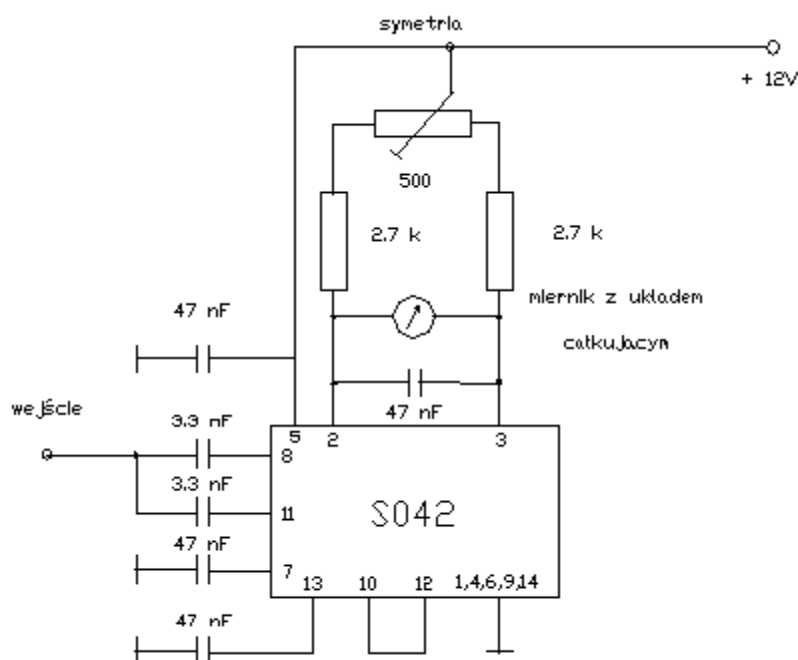 symetria
+ 12V
500
2.7 k
2.7 k
47 nF
miernik z układem
całkującym
47 nF
wejście
3.3 nF
5
2
3
8
3.3 nF
11
S042
47 nF
7
13
10
12
1,4,6,9,14
47 nF